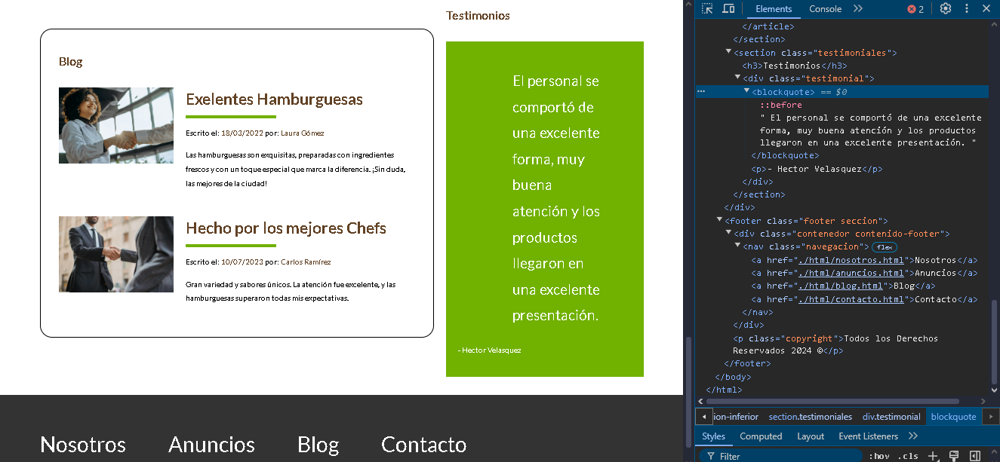 Testimonios
Blog
Exelentes Hamburguesas
Escrito el: 18/03/2022 por: Laura Gómez
Las hamburguesas son exquisitas, preparadas con ingredientes
frescos y con un toque especial que marca la diferencia. ¡Sin duda,
las mejores de la ciudad!
Hecho por los mejores Chefs
Escrito el: 10/07/2023 por: Carlos Ramírez
Gran variedad y sabores únicos. La atención fue excelente, y las
hamburguesas superaron todas mis expectativas.
El personal se
comportó de
una excelente
forma, muy
buena
atención y los
productos
llegaron en
una excelente
presentación.
- Hector Velasquez
Nosotros Anuncios Blog Contacto
Elements Console 2
</article>
</section>
<section class="testimoniales">
<h3>Testimonios</h3>
<div class="testimonial">
<blockquote> == $0
::before
" El personal se comportó de una excelente
forma, muy buena atención y los productos
llegaron en una excelente presentación. "
</blockquote>
<p>- Hector Velasquez</p>
</div>
</section>
</div>
<footer class="footer seccion">
<div class="contenedor contenido-footer">
<nav class="navegacion"> flex
<a href="./html/nosotros.html">Nosotros</a>
<a href="./html/anuncios.html">Anuncios</a>
<a href="./html/blog.html">Blog</a>
<a href="./html/contacto.html">Contacto</a>
</nav>
</div>
<p class="copyright">Todos los Derechos
Reservados 2024 ©</p>
</footer>
</body>
</html>
ion-inferior section.testimoniales div.testimonial blockquote
Styles Computed Layout Event Listeners
Filter :hov .cls